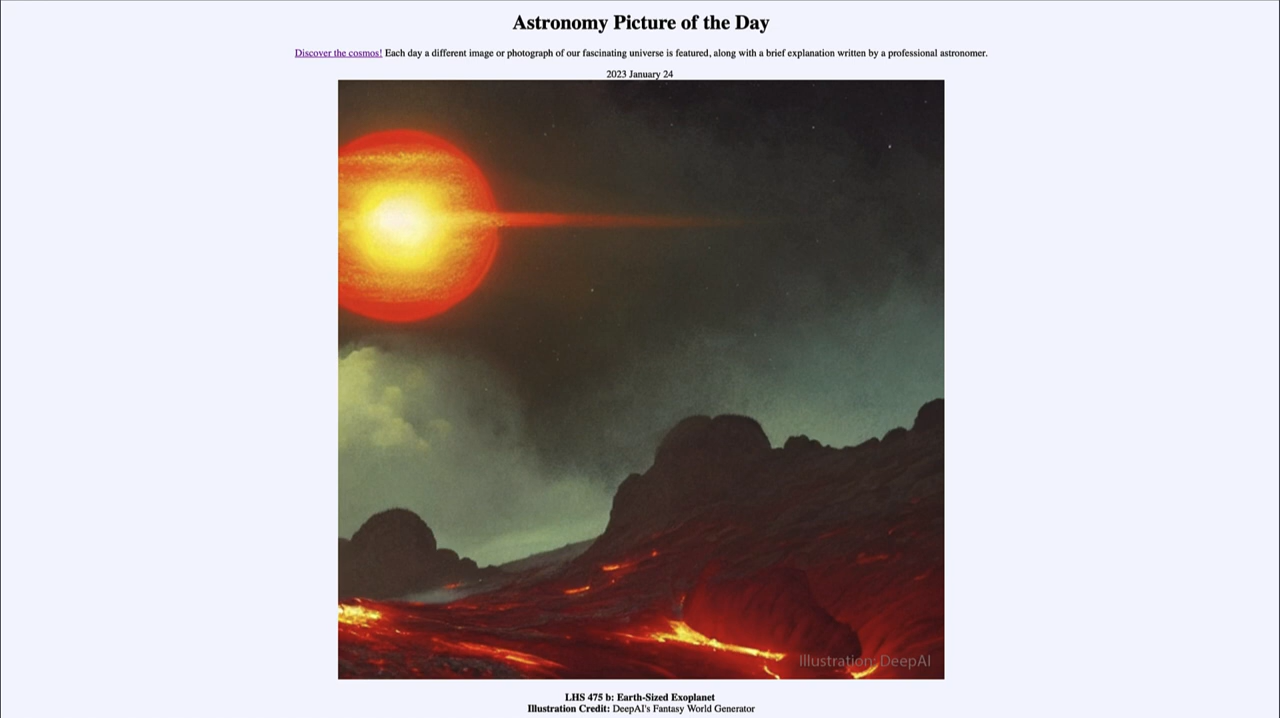 Astronomy Picture of the Day
Discover the cosmos! Each day a different image or photograph of our fascinating universe is featured, along with a brief explanation written by a professional astronomer.
2023 January 24
Illustration: DeepAI
LHS 475 b: Earth-Sized Exoplanet
Illustration Credit: DeepAI's Fantasy World Generator